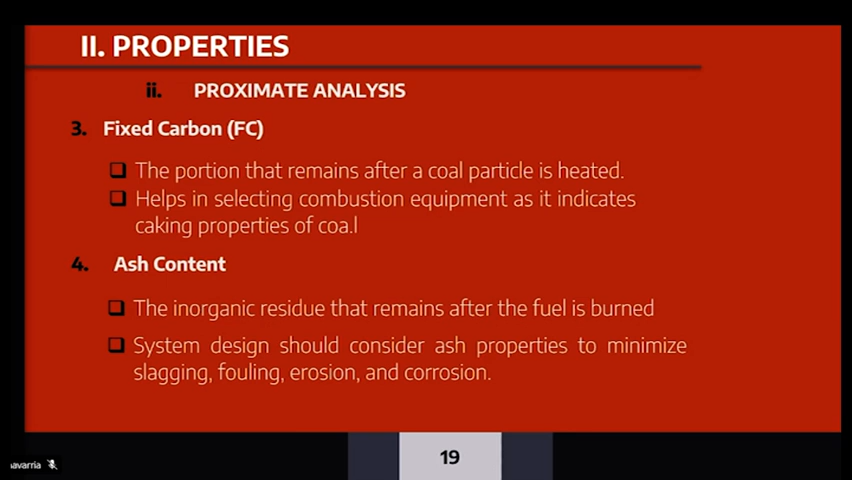 II. PROPERTIES
ii. PROXIMATE ANALYSIS
3. Fixed Carbon (FC)
The portion that remains after a coal particle is heated.
Helps in selecting combustion equipment as it indicates
caking properties of coa.l
4. Ash Content
The inorganic residue that remains after the fuel is burned
System design should consider ash properties to minimize
slagging, fouling, erosion, and corrosion.
19
avarria